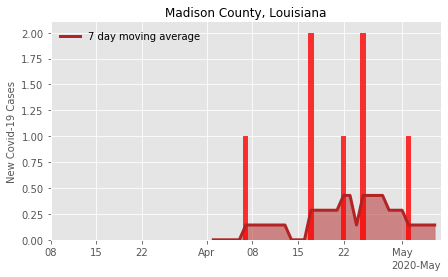 Madison County, Louisiana
7 day moving average
New Covid-19 Cases
2.00
1.75
1.50
1.25
1.00
0.75
0.50
0.25
0.00
08 15 22 Apr 08 15 22 May
2020-May